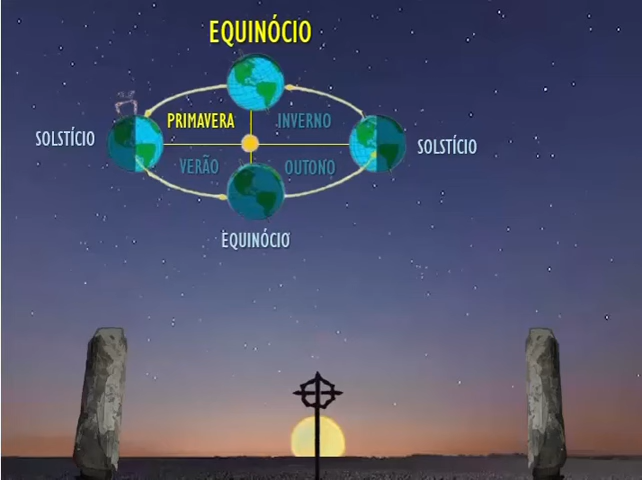 EQUINÓCIO
PRIMAVERA
INVERNO
SOLSTÍCIO
SOLSTÍCIO
VERÃO
OUTONO
EQUINÓCIO